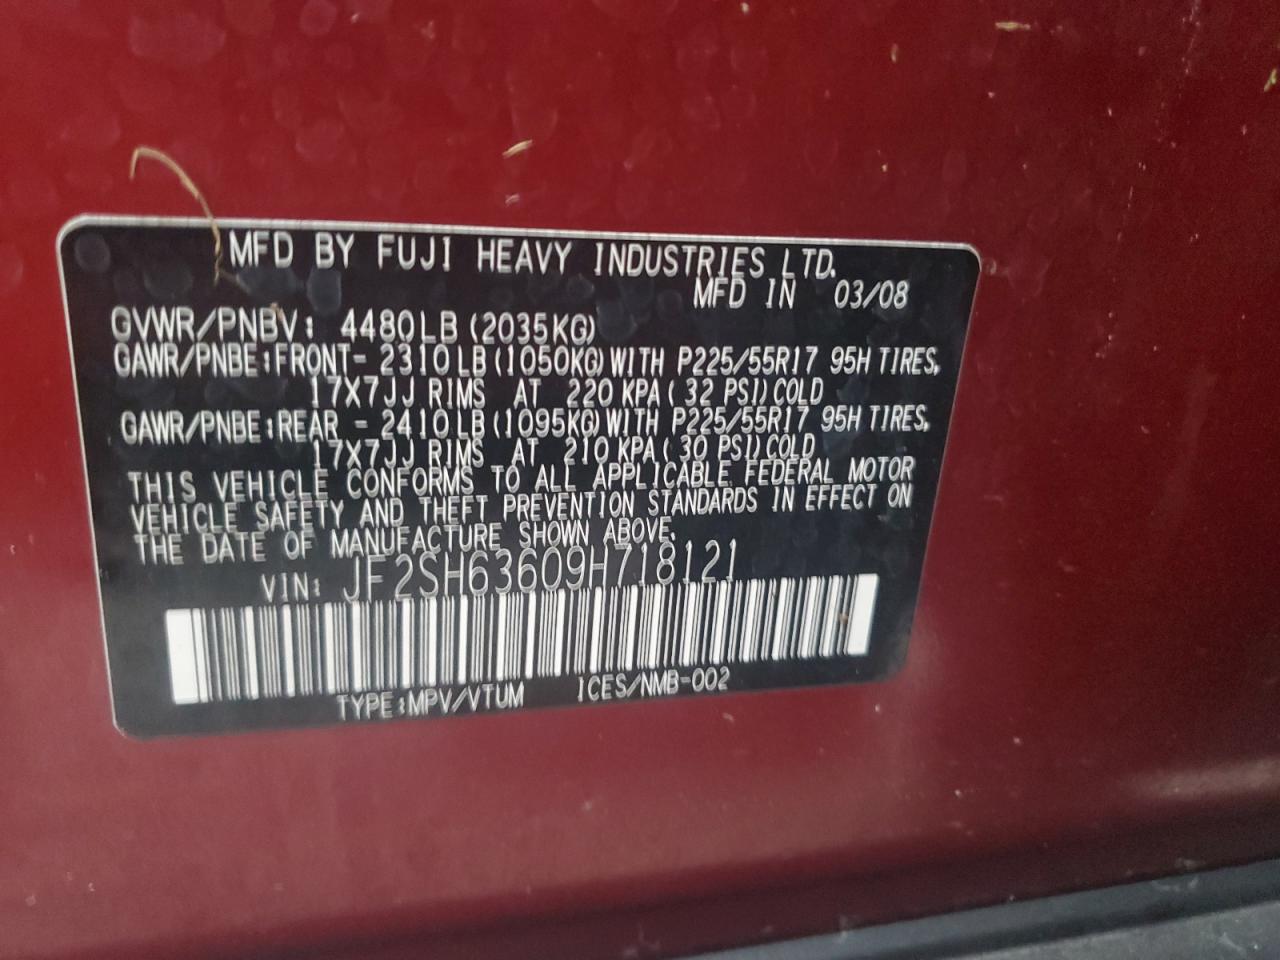 MFD BY FUJI HEAVY INDUSTRIES LTD.
MFD IN 03/08
GVWR/PNBV: 4480LB (2035KG)
GAWR/PNBE:FRONT- 2310LB (1050KG) WITH P225/55R17 95H TIRES,
17X7JJ RIMS AT 220 KPA ( 32 PSI) COLD
GAWR/PNBE:REAR - 2410LB (1095KG) WITH P225/55R17 95H TIRES,
17X7JJ RIMS AT 210 KPA ( 30 PSI) COLD
THIS VEHICLE CONFORMS TO ALL APPLICABLE FEDERAL MOTOR
VEHICLE SAFETY AND THEFT PREVENTION STANDARDS IN EFFECT ON
THE DATE OF MANUFACTURE SHOWN ABOVE.
VIN: JF2SH63609H718121
TYPE:MPV/VTUM ICES/NMB-002